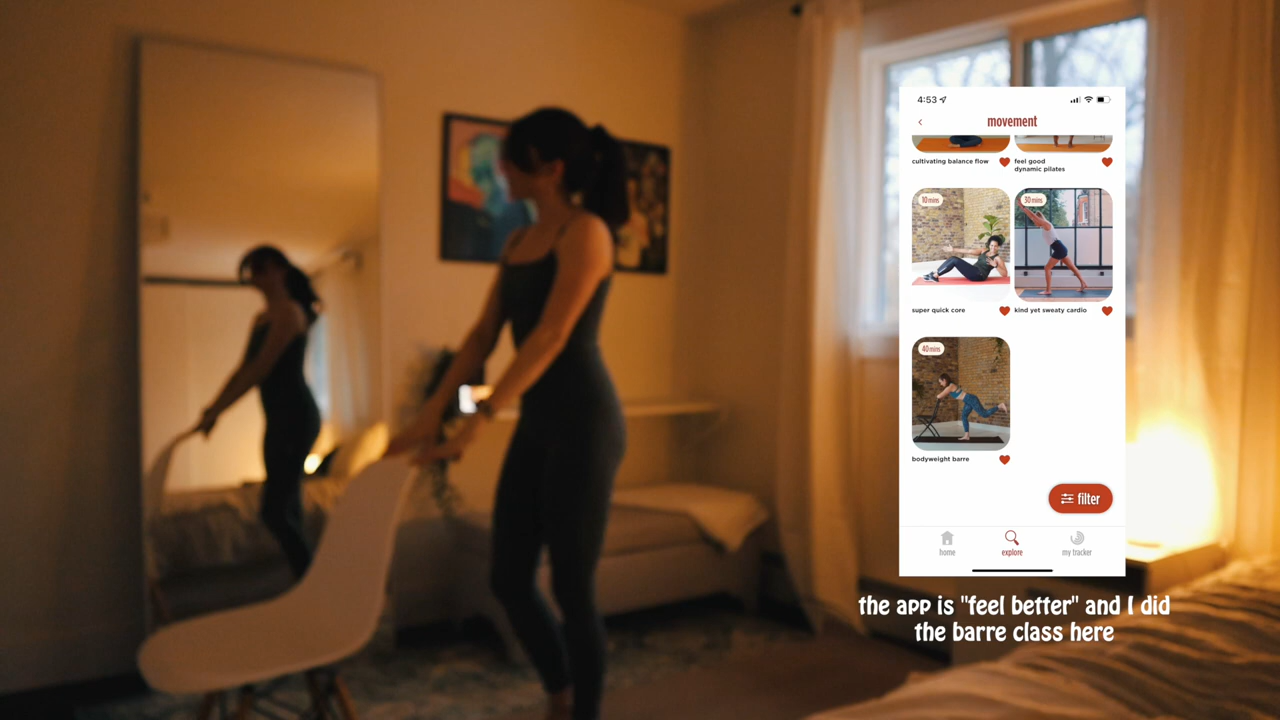 4:53
movement
cultivating balance flow
feel good
dynamic pilates
10 mins
30 mins
super quick core
kind yet sweaty cardio
40 mins
bodyweight barre
filter
home
explore
my tracker
the app is "feel better" and I did
the barre class here